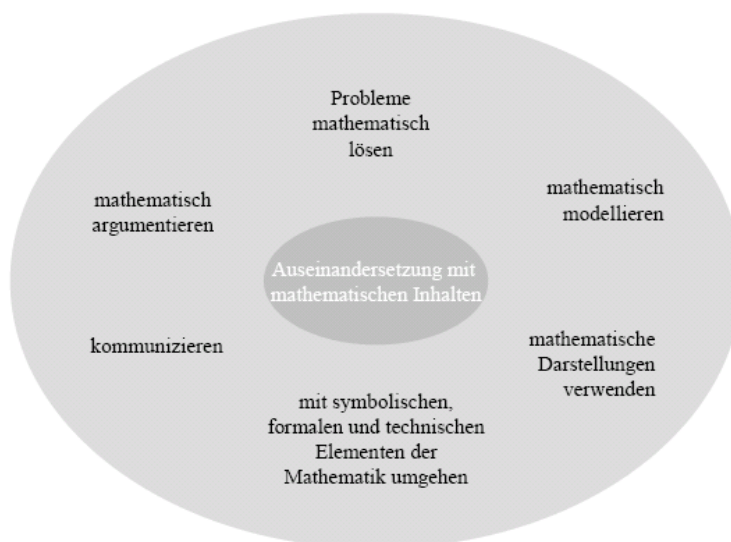 Probleme
mathematisch
lösen
mathematisch
argumentieren
mathematisch
modellieren
Auseinandersetzung mit
mathematischen Inhalten
kommunizieren
mathematische
Darstellungen
verwenden
mit symbolischen,
formalen und technischen
Elementen der
Mathematik umgehen